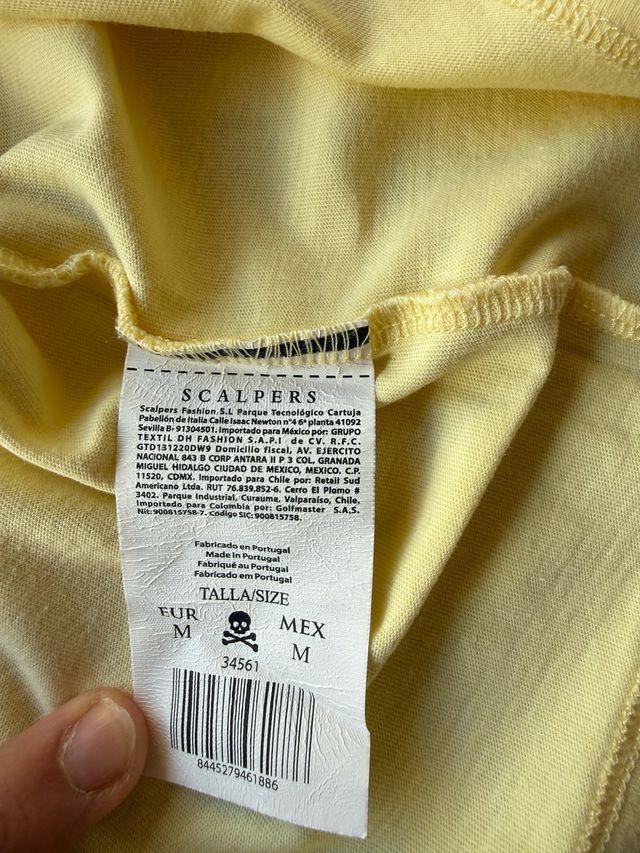 SCALPERS
Scalpers Fashion S.L Parque Tecnológico Cartuja
Pabellón de Italia Calle Isaac Newton nº4 6ª planta 41092
Sevilla B- 91304501. Importado para México por: GRUPO
TEXTIL DH FASHION S.A.P.I de CV. R.F.C.
GTD131220DW9 Domicilio fiscal, AV. EJERCITO
NACIONAL 843 B CORP ANTARA II P 3 COL. GRANADA
MIGUEL HIDALGO CIUDAD DE MEXICO, MEXICO. C.P.
11520, CDMX. Importado para Chile por: Retail Sud
Americano Ltda. RUT 76.839.852-6. Cerro El Plomo #
3402. Parque Industrial, Curauma, Valparaíso, Chile.
Importado para Colombia por: Golfmaster S.A.S.
Nit:900815758-7. Código SIC:900815758.
Fabricado en Portugal
Made in Portugal
Fabriqué au Portugal
Fabricado em Portugal
TALLA/SIZE
EUR MEX
M M
34561
8445279461886